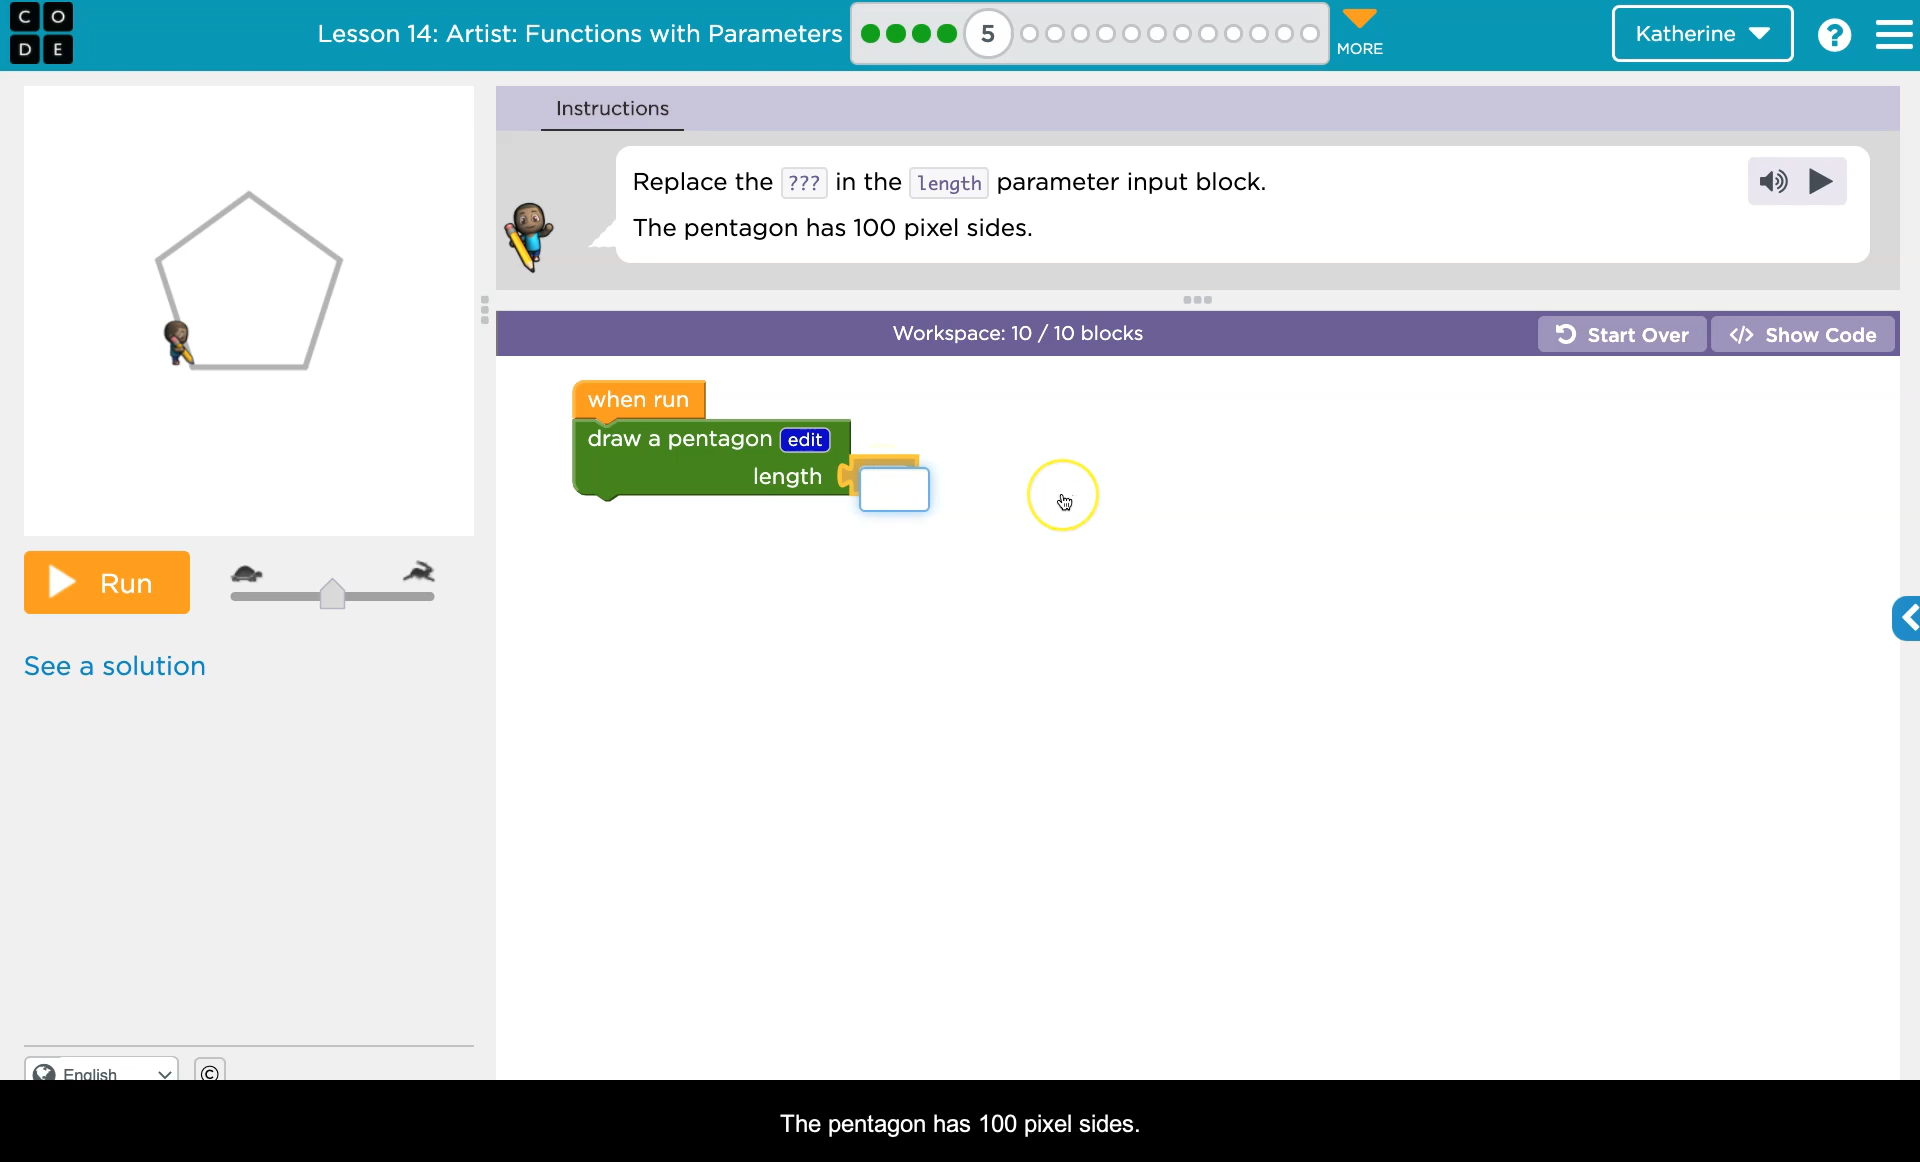 C O
D E
Lesson 14: Artist: Functions with Parameters
5
MORE
Katherine
?
Instructions
Replace the ??? in the length parameter input block.
The pentagon has 100 pixel sides.
Workspace: 10 / 10 blocks
Start Over
</> Show Code
when run
draw a pentagon edit
length
Run
See a solution
English
©
The pentagon has 100 pixel sides.